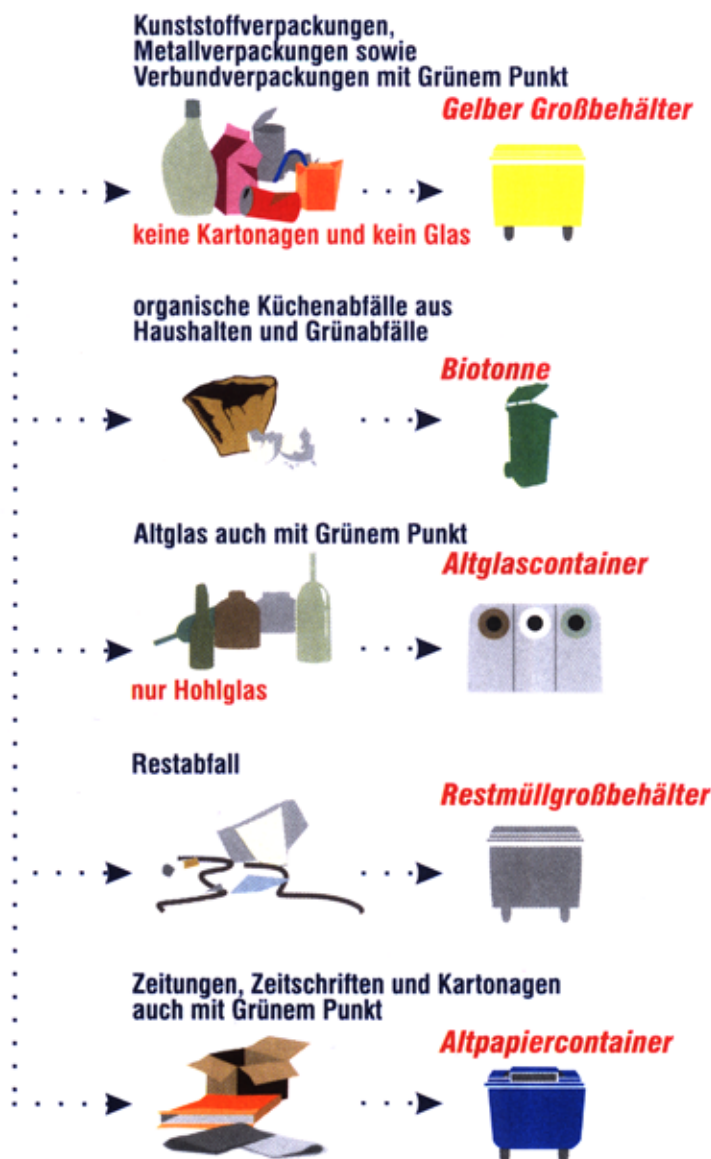 Kunststoffverpackungen,
Metallverpackungen sowie
Verbundverpackungen mit Grünem Punkt
Gelber Großbehälter
keine Kartonagen und kein Glas
organische Küchenabfälle aus
Haushalten und Grünabfälle
Biotonne
Altglas auch mit Grünem Punkt
Altglascontainer
nur Hohlglas
Restabfall
Restmüllgroßbehälter
Zeitungen, Zeitschriften und Kartonagen
auch mit Grünem Punkt
Altpapiercontainer